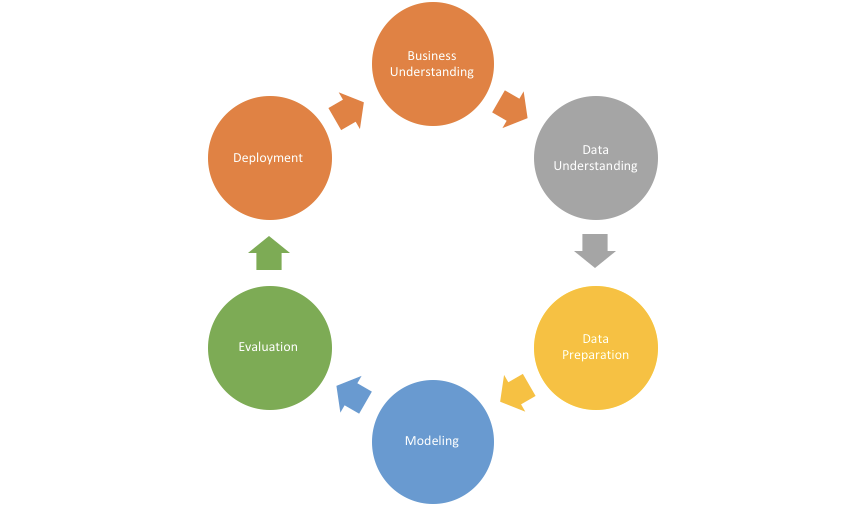 Business
Understanding
Data
Understanding
Data
Preparation
Modeling
Evaluation
Deployment